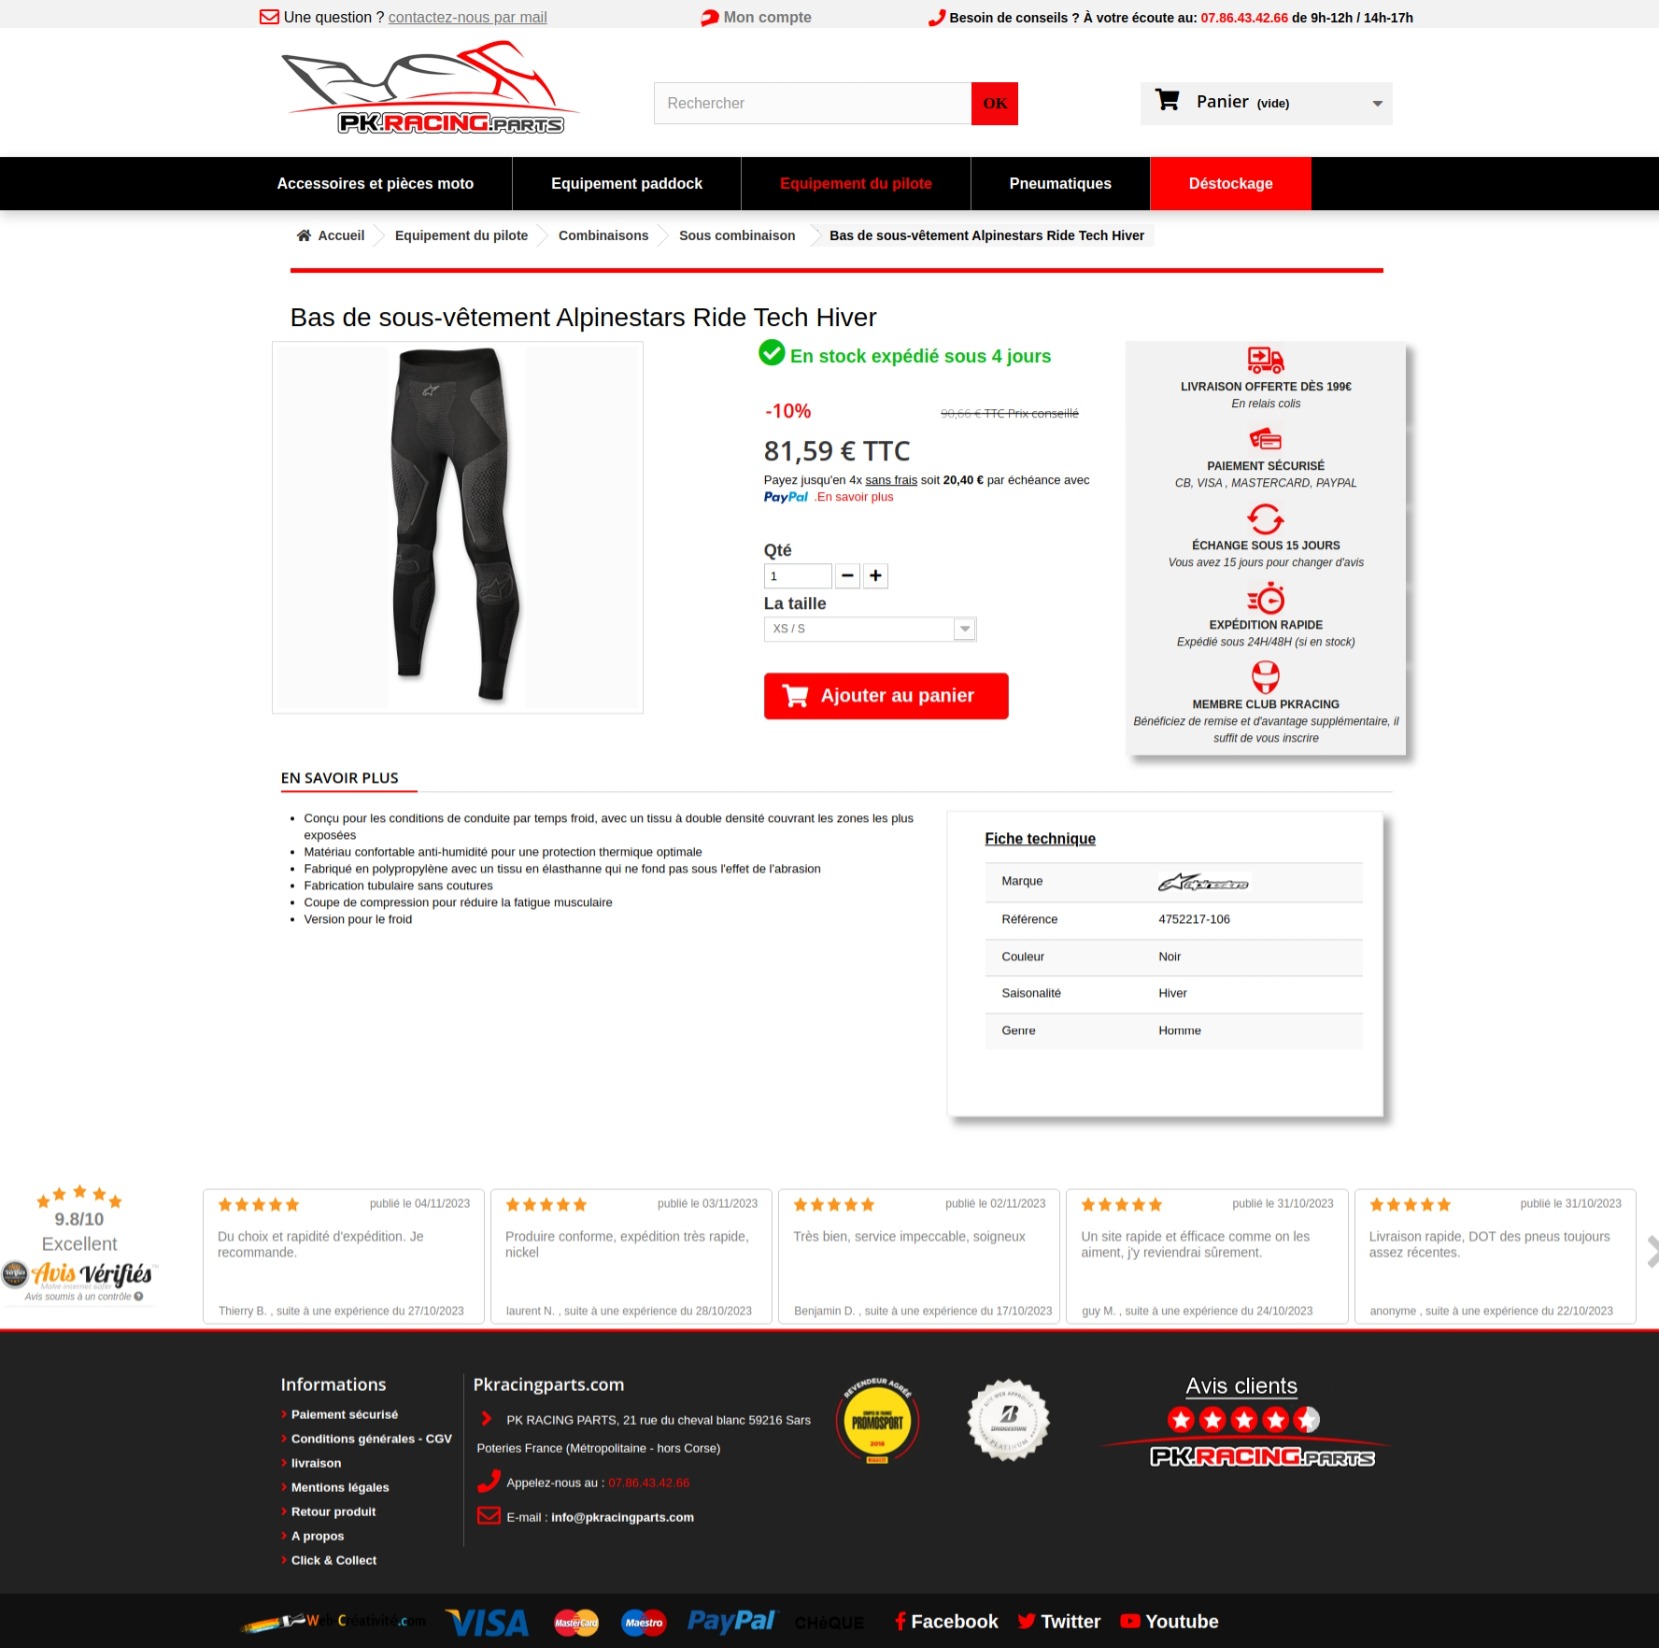 Une question ? contactez-nous par mail
Mon compte
Besoin de conseils ? À votre écoute au: 07.86.43.42.66 de 9h-12h / 14h-17h
PK.RACING.PARTS
Rechercher
OK
Panier (vide)
Accessoires et pièces moto
Equipement paddock
Equipement du pilote
Pneumatiques
Déstockage
Accueil
Equipement du pilote
Combinaisons
Sous combinaison
Bas de sous-vêtement Alpinestars Ride Tech Hiver
Bas de sous-vêtement Alpinestars Ride Tech Hiver
En stock expédié sous 4 jours
-10%
90,66 € TTC Prix conseillé
81,59 € TTC
Payez jusqu'en 4x sans frais soit 20,40 € par échéance avec
PayPal .En savoir plus
Qté
1
La taille
XS / S
Ajouter au panier
LIVRAISON OFFERTE DÈS 199€
En relais colis
PAIEMENT SÉCURISÉ
CB, VISA , MASTERCARD, PAYPAL
ÉCHANGE SOUS 15 JOURS
Vous avez 15 jours pour changer d'avis
EXPÉDITION RAPIDE
Expédié sous 24H/48H (si en stock)
MEMBRE CLUB PKRACING
Bénéficiez de remise et d'avantage supplémentaire, il
suffit de vous inscrire
EN SAVOIR PLUS
Conçu pour les conditions de conduite par temps froid, avec un tissu à double densité couvrant les zones les plus
exposées
Matériau confortable anti-humidité pour une protection thermique optimale
Fabriqué en polypropylène avec un tissu en élasthanne qui ne fond pas sous l'effet de l'abrasion
Fabrication tubulaire sans coutures
Coupe de compression pour réduire la fatigue musculaire
Version pour le froid
Fiche technique
Marque alpinestars
Référence 4752217-106
Couleur Noir
Saisonalité Hiver
Genre Homme
9.8/10
Excellent
Avis Vérifiés
Avis soumis à un contrôle
publié le 04/11/2023
Du choix et rapidité d'expédition. Je
recommande.
Thierry B. , suite à une expérience du 27/10/2023
publié le 03/11/2023
Produire conforme, expédition très rapide,
nickel
laurent N. , suite à une expérience du 28/10/2023
publié le 02/11/2023
Très bien, service impeccable, soigneux
Benjamin D. , suite à une expérience du 17/10/2023
publié le 31/10/2023
Un site rapide et éfficace comme on les
aiment, j'y reviendrai sûrement.
guy M. , suite à une expérience du 24/10/2023
publié le 31/10/2023
Livraison rapide, DOT des pneus toujours
assez récentes.
anonyme , suite à une expérience du 22/10/2023
Informations
Paiement sécurisé
Conditions générales - CGV
livraison
Mentions légales
Retour produit
A propos
Click & Collect
Pkracingparts.com
PK RACING PARTS, 21 rue du cheval blanc 59216 Sars
Poteries France (Métropolitaine - hors Corse)
Appelez-nous au : 07.86.43.42.66
E-mail : info@pkracingparts.com
REVENDEUR AGRÉÉ
PROMOSPORT
BRIDGESTONE
PLATINUM
Avis clients
PK.RACING.PARTS
Web-Créativité.com
VISA
MasterCard
Maestro
PayPal
CHèQUE
Facebook
Twitter
Youtube